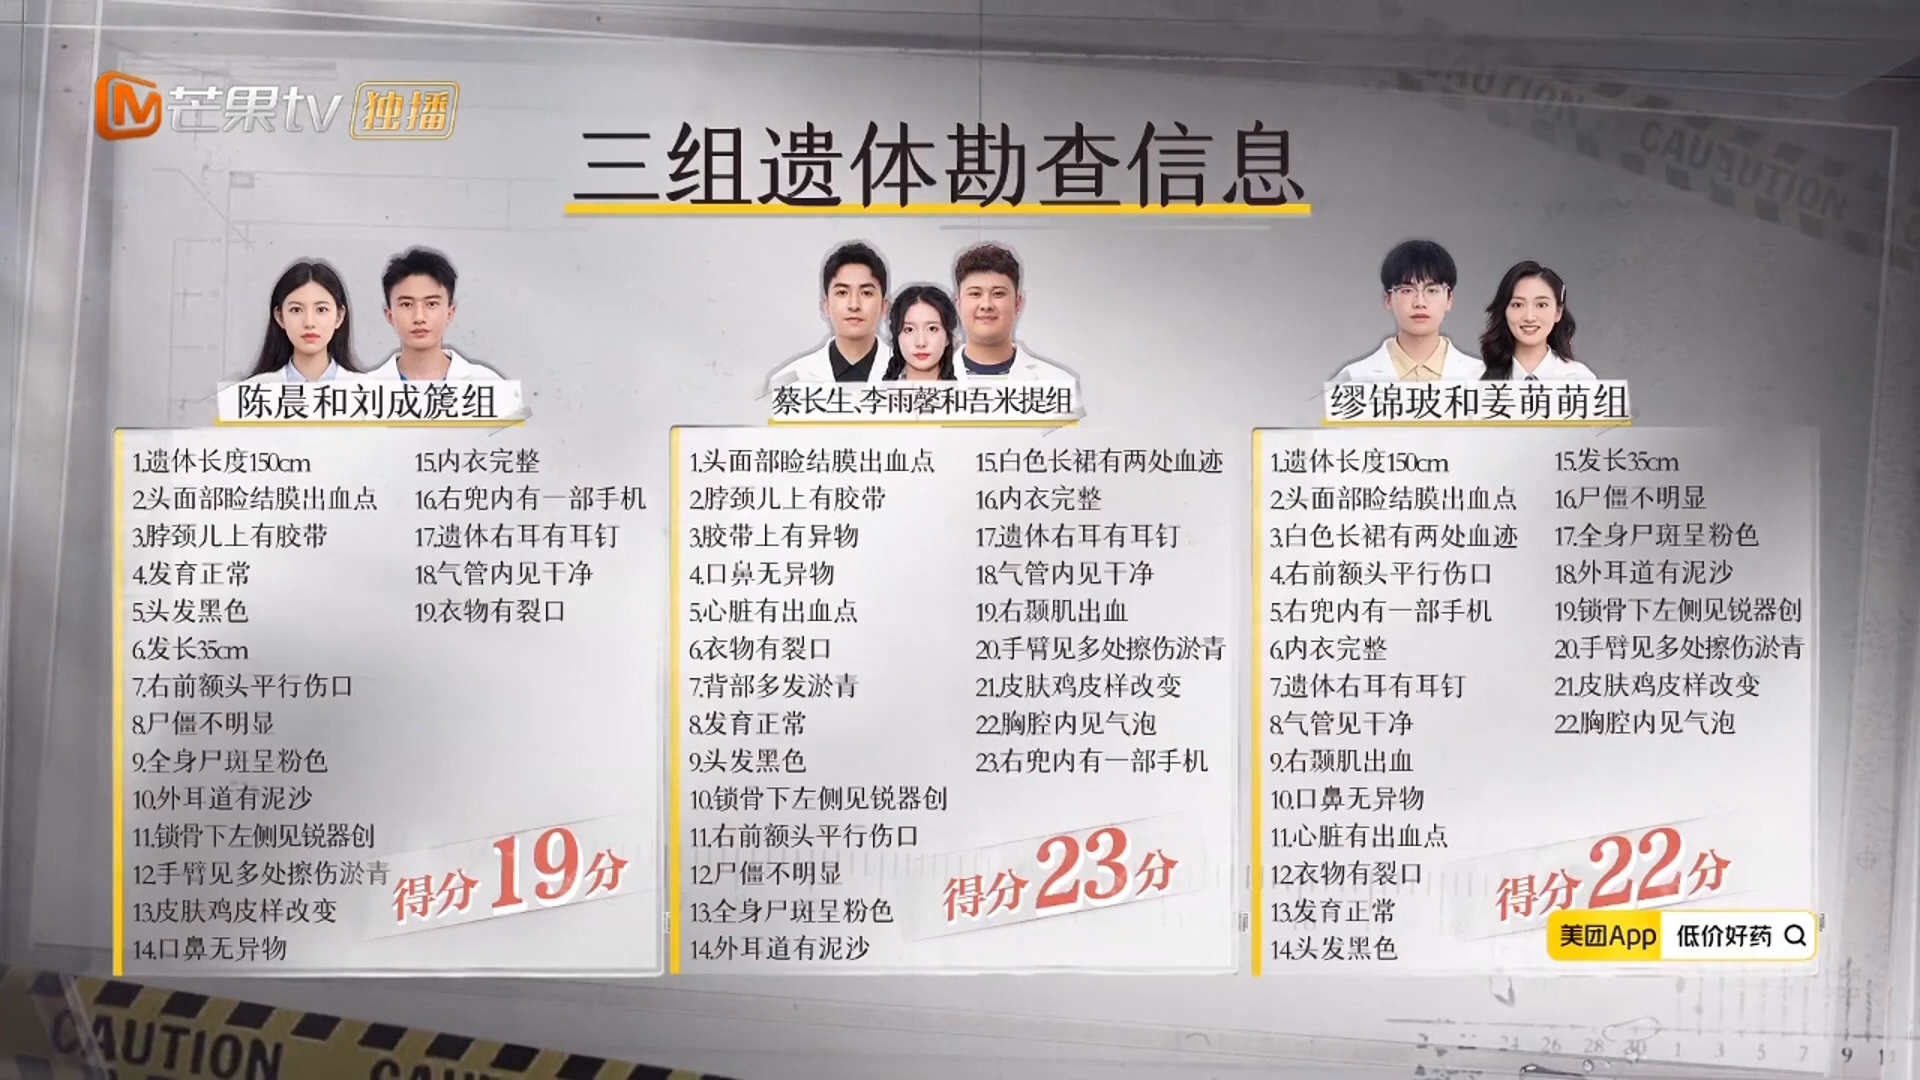 芒果tv 独播
三组遗体勘查信息
陈晨和刘成篪组
1.遗体长度150cm
2.头面部睑结膜出血点
3.脖颈儿上有胶带
4.发育正常
5.头发黑色
6.发长35cm
7.右前额头平行伤口
8.尸僵不明显
9.全身尸斑呈粉色
10.外耳道有泥沙
11.锁骨下左侧见锐器创
12.手臂见多处擦伤淤青
13.皮肤鸡皮样改变
14.口鼻无异物
15.内衣完整
16.右兜内有一部手机
17.遗体右耳有耳钉
18.气管内见干净
19.衣物有裂口
得分19分
蔡长生、李雨馨和吾米提组
1.头面部睑结膜出血点
2.脖颈儿上有胶带
3.胶带上有异物
4.口鼻无异物
5.心脏有出血点
6.衣物有裂口
7.背部多发淤青
8.发育正常
9.头发黑色
10.锁骨下左侧见锐器创
11.右前额头平行伤口
12.尸僵不明显
13.全身尸斑呈粉色
14.外耳道有泥沙
15.白色长裙有两处血迹
16.内衣完整
17.遗体右耳有耳钉
18.气管内见干净
19.右颞肌出血
20.手臂见多处擦伤淤青
21.皮肤鸡皮样改变
22.胸腔内见气泡
23.右兜内有一部手机
得分23分
缪锦玻和姜萌萌组
1.遗体长度150cm
2.头面部睑结膜出血点
3.白色长裙有两处血迹
4.右前额头平行伤口
5.右兜内有一部手机
6.内衣完整
7.遗体右耳有耳钉
8.气管见干净
9.右颞肌出血
10.口鼻无异物
11.心脏有出血点
12.衣物有裂口
13.发育正常
14.头发黑色
15.发长35cm
16.尸僵不明显
17.全身尸斑呈粉色
18.外耳道有泥沙
19.锁骨下左侧见锐器创
20.手臂见多处擦伤淤青
21.皮肤鸡皮样改变
22.胸腔内见气泡
得分22分
美团App 低价好药
CAUTION